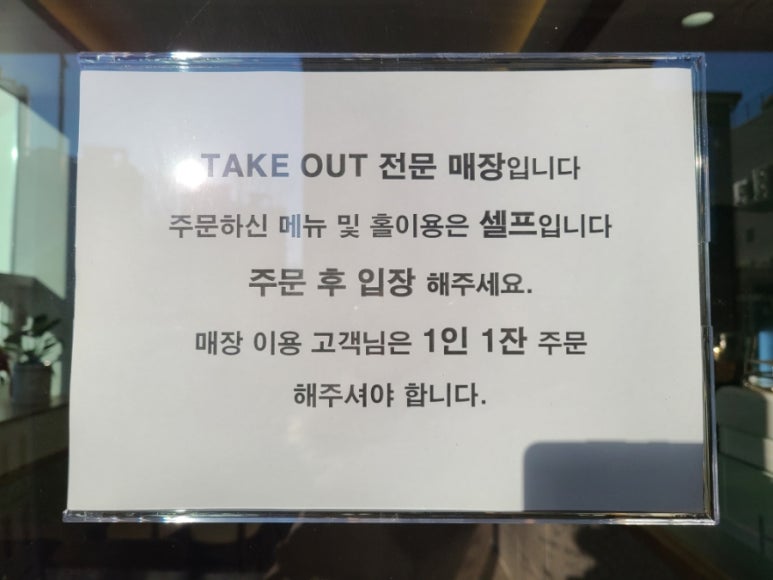 TAKE OUT 전문 매장입니다
주문하신 메뉴 및 홀이용은 셀프입니다
주문 후 입장 해주세요.
매장 이용 고객님은 1인 1잔 주문
해주셔야 합니다.